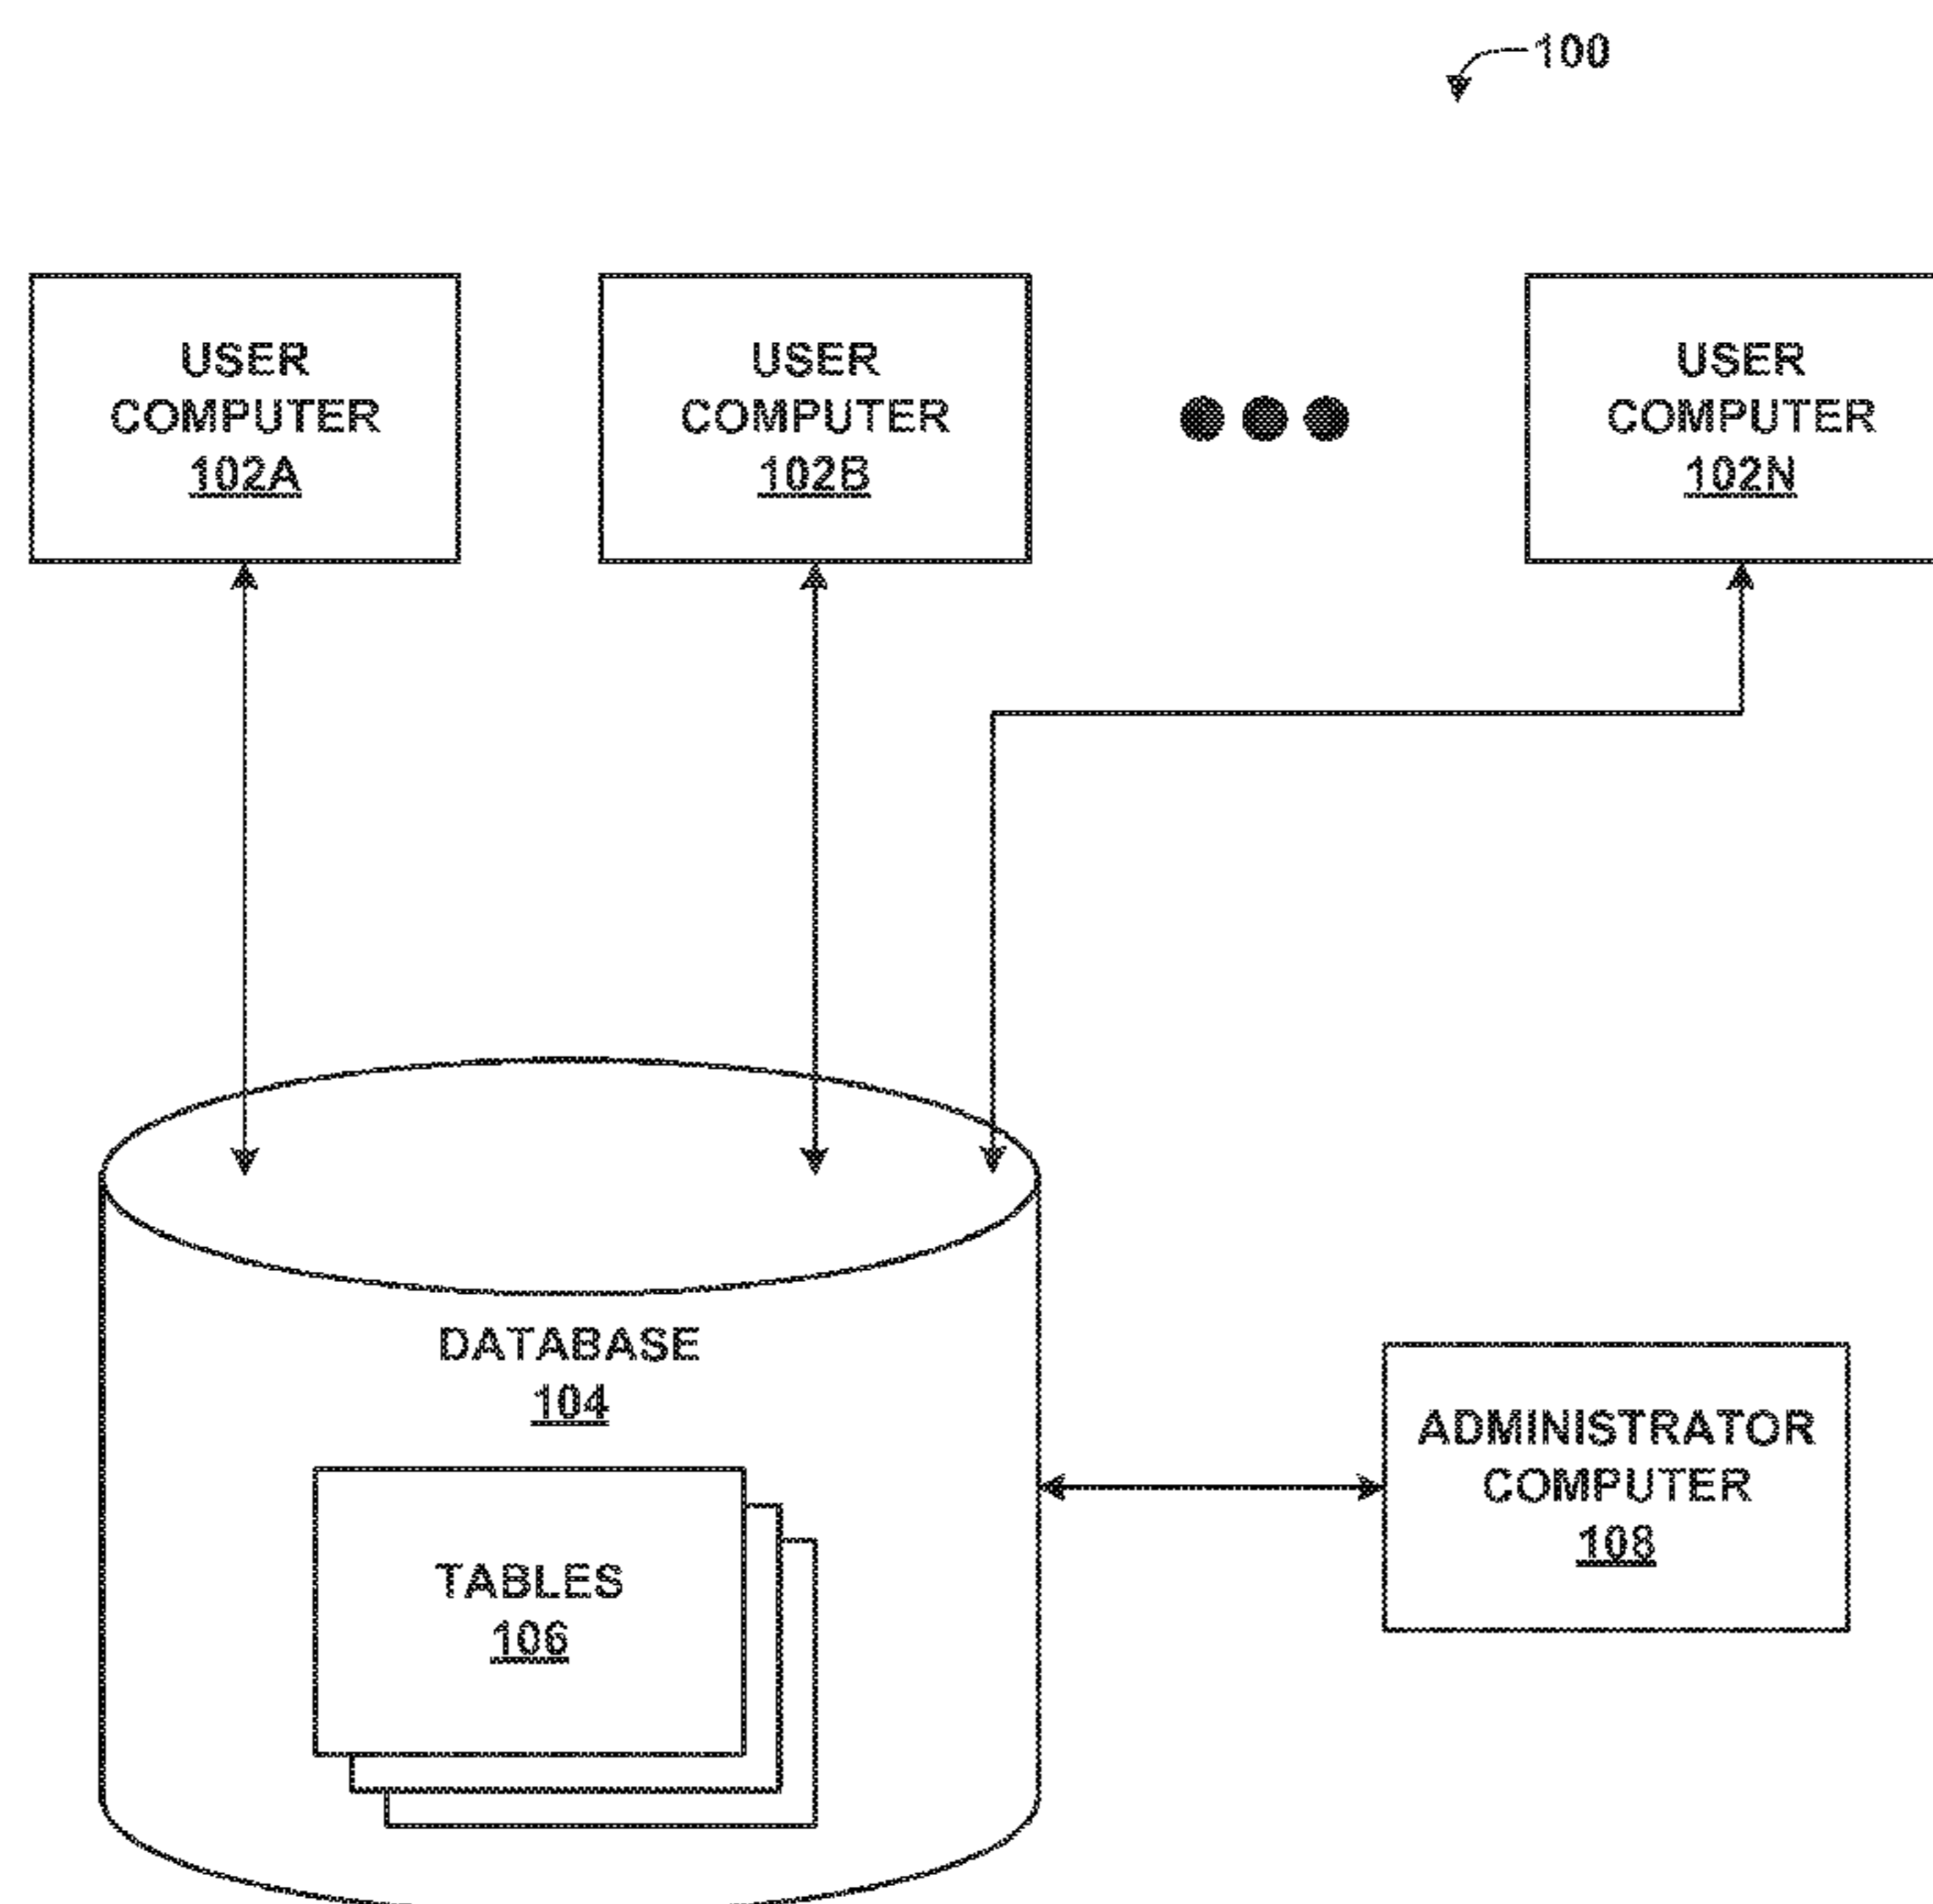 100
USER
COMPUTER
102A
USER
COMPUTER
102B
USER
COMPUTER
102N
DATABASE
104
TABLES
106
ADMINISTRATOR
COMPUTER
108